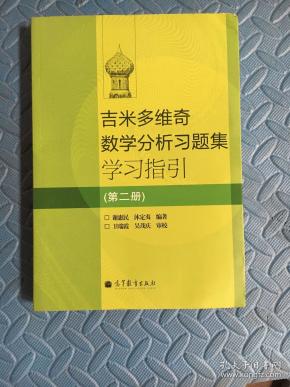 吉米多维奇
数学分析习题集
学习指引
(第二册)
□ 谢惠民 沐定夷 编著
□ 甘瑞霞 吴茂庆 审校
高等教育出版社